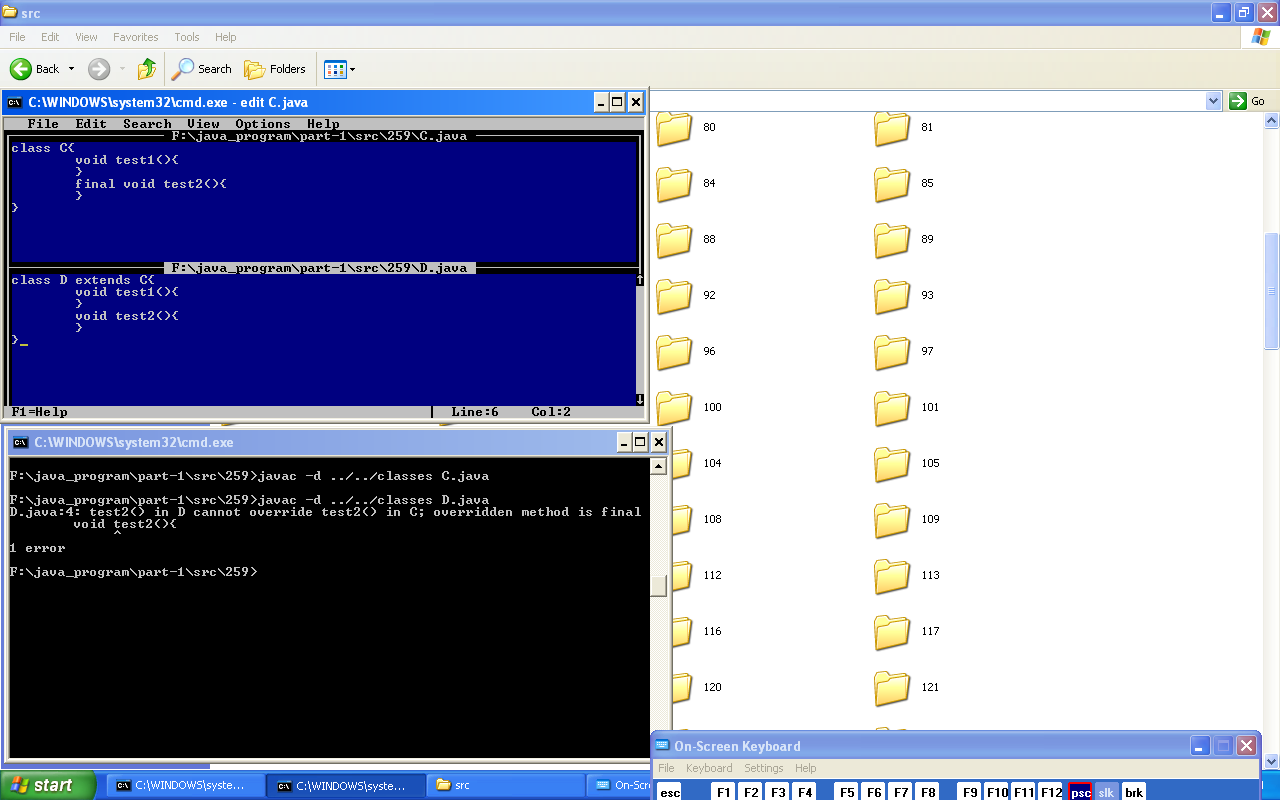 src
File Edit View Favorites Tools Help
Back Search Folders
Go
C:\WINDOWS\system32\cmd.exe - edit C.java
File Edit Search View Options Help
F:\java_program\part-1\src\259\C.java
class C{
void test1(){
}
final void test2(){
}
}
F:\java_program\part-1\src\259\D.java
class D extends C{
void test1(){
}
void test2(){
}
}_
F1=Help Line:6 Col:2
C:\WINDOWS\system32\cmd.exe
F:\java_program\part-1\src\259>javac -d ../../classes C.java
F:\java_program\part-1\src\259>javac -d ../../classes D.java
D.java:4: test2() in D cannot override test2() in C; overridden method is final
void test2(){
^
1 error
F:\java_program\part-1\src\259>
80 81
84 85
88 89
92 93
96 97
100 101
104 105
108 109
112 113
116 117
120 121
On-Screen Keyboard
File Keyboard Settings Help
esc F1 F2 F3 F4 F5 F6 F7 F8 F9 F10 F11 F12 psc slk brk
start C:\WINDOWS\syste... C:\WINDOWS\syste... src On-Scr